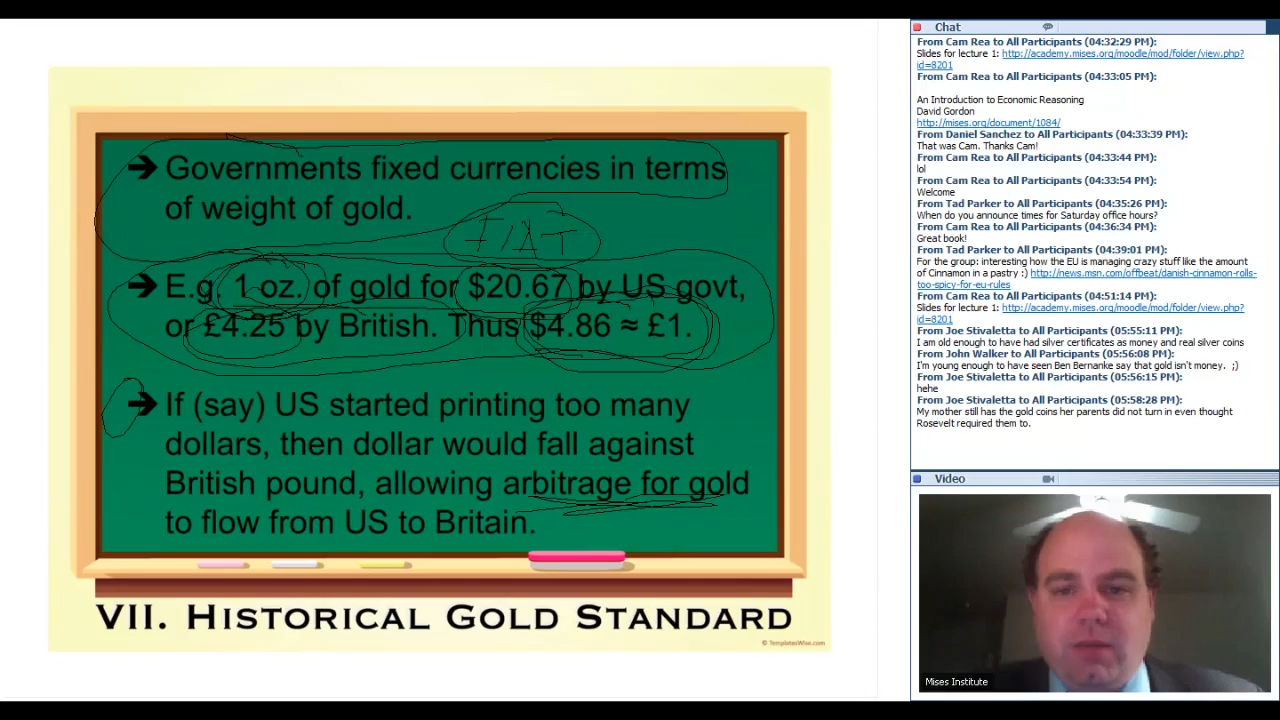 ➔ Governments fixed currencies in terms
of weight of gold.
FIAT
➔ E.g 1 oz. of gold for $20.67 by US govt,
or £4.25 by British. Thus $4.86 ≈ £1.
➔ If (say) US started printing too many
dollars, then dollar would fall against
British pound, allowing arbitrage for gold
to flow from US to Britain.
VII. Historical Gold Standard
© TemplatesWise.com
Chat
From Cam Rea to All Participants (04:32:29 PM):
Slides for lecture 1: http://academy.mises.org/moodle/mod/folder/view.php?
id=8201
From Cam Rea to All Participants (04:33:05 PM):
An Introduction to Economic Reasoning
David Gordon
http://mises.org/document/1084/
From Daniel Sanchez to All Participants (04:33:39 PM):
That was Cam. Thanks Cam!
From Cam Rea to All Participants (04:33:44 PM):
lol
From Cam Rea to All Participants (04:33:54 PM):
Welcome
From Tad Parker to All Participants (04:35:26 PM):
When do you announce times for Saturday office hours?
From Cam Rea to All Participants (04:36:34 PM):
Great book!
From Tad Parker to All Participants (04:39:01 PM):
For the group: interesting how the EU is managing crazy stuff like the amount
of Cinnamon in a pastry :) http://news.msn.com/offbeat/danish-cinnamon-rolls-
too-spicy-for-eu-rules
From Cam Rea to All Participants (04:51:14 PM):
Slides for lecture 1: http://academy.mises.org/moodle/mod/folder/view.php?
id=8201
From Joe Stivaletta to All Participants (05:55:11 PM):
I am old enough to have had silver certificates as money and real silver coins
From John Walker to All Participants (05:56:08 PM):
I'm young enough to have seen Ben Bernanke say that gold isn't money. ;)
From Joe Stivaletta to All Participants (05:56:15 PM):
hehe
From Joe Stivaletta to All Participants (05:58:28 PM):
My mother still has the gold coins her parents did not turn in even thought
Rosevelt required them to.
Video
Mises Institute